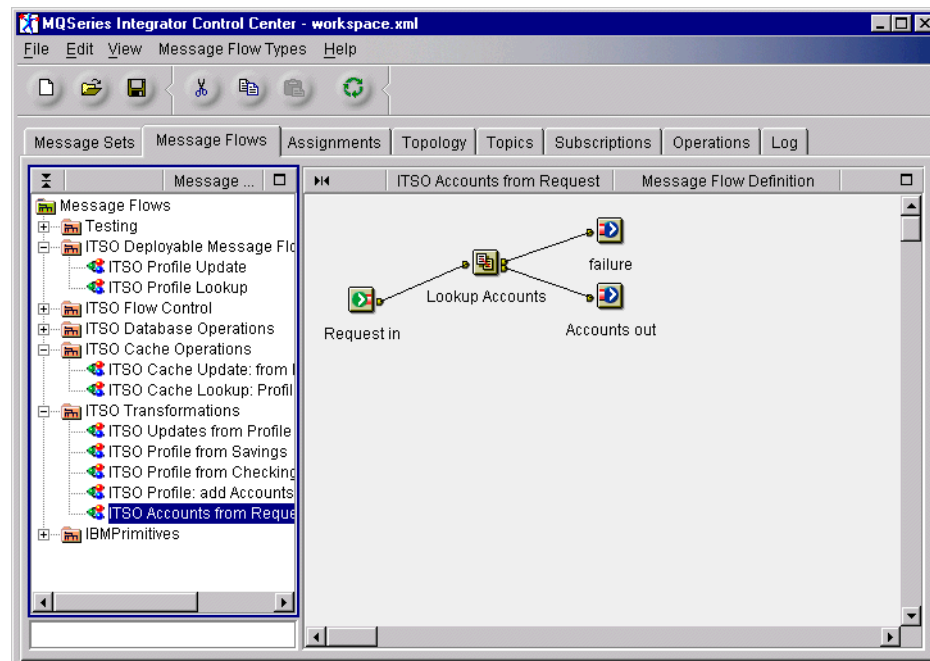 MQSeries Integrator Control Center - workspace.xml
File Edit View Message Flow Types Help
Message Sets Message Flows Assignments Topology Topics Subscriptions Operations Log
Message ...
ITSO Accounts from Request Message Flow Definition
Message Flows
Testing
ITSO Deployable Message Flo
ITSO Profile Update
ITSO Profile Lookup
ITSO Flow Control
ITSO Database Operations
ITSO Cache Operations
ITSO Cache Update: from
ITSO Cache Lookup: Profil
ITSO Transformations
ITSO Updates from Profile
ITSO Profile from Savings
ITSO Profile from Checking
ITSO Profile: add Accounts
ITSO Accounts from Reque
IBMPrimitives
failure
Lookup Accounts
Request in
Accounts out